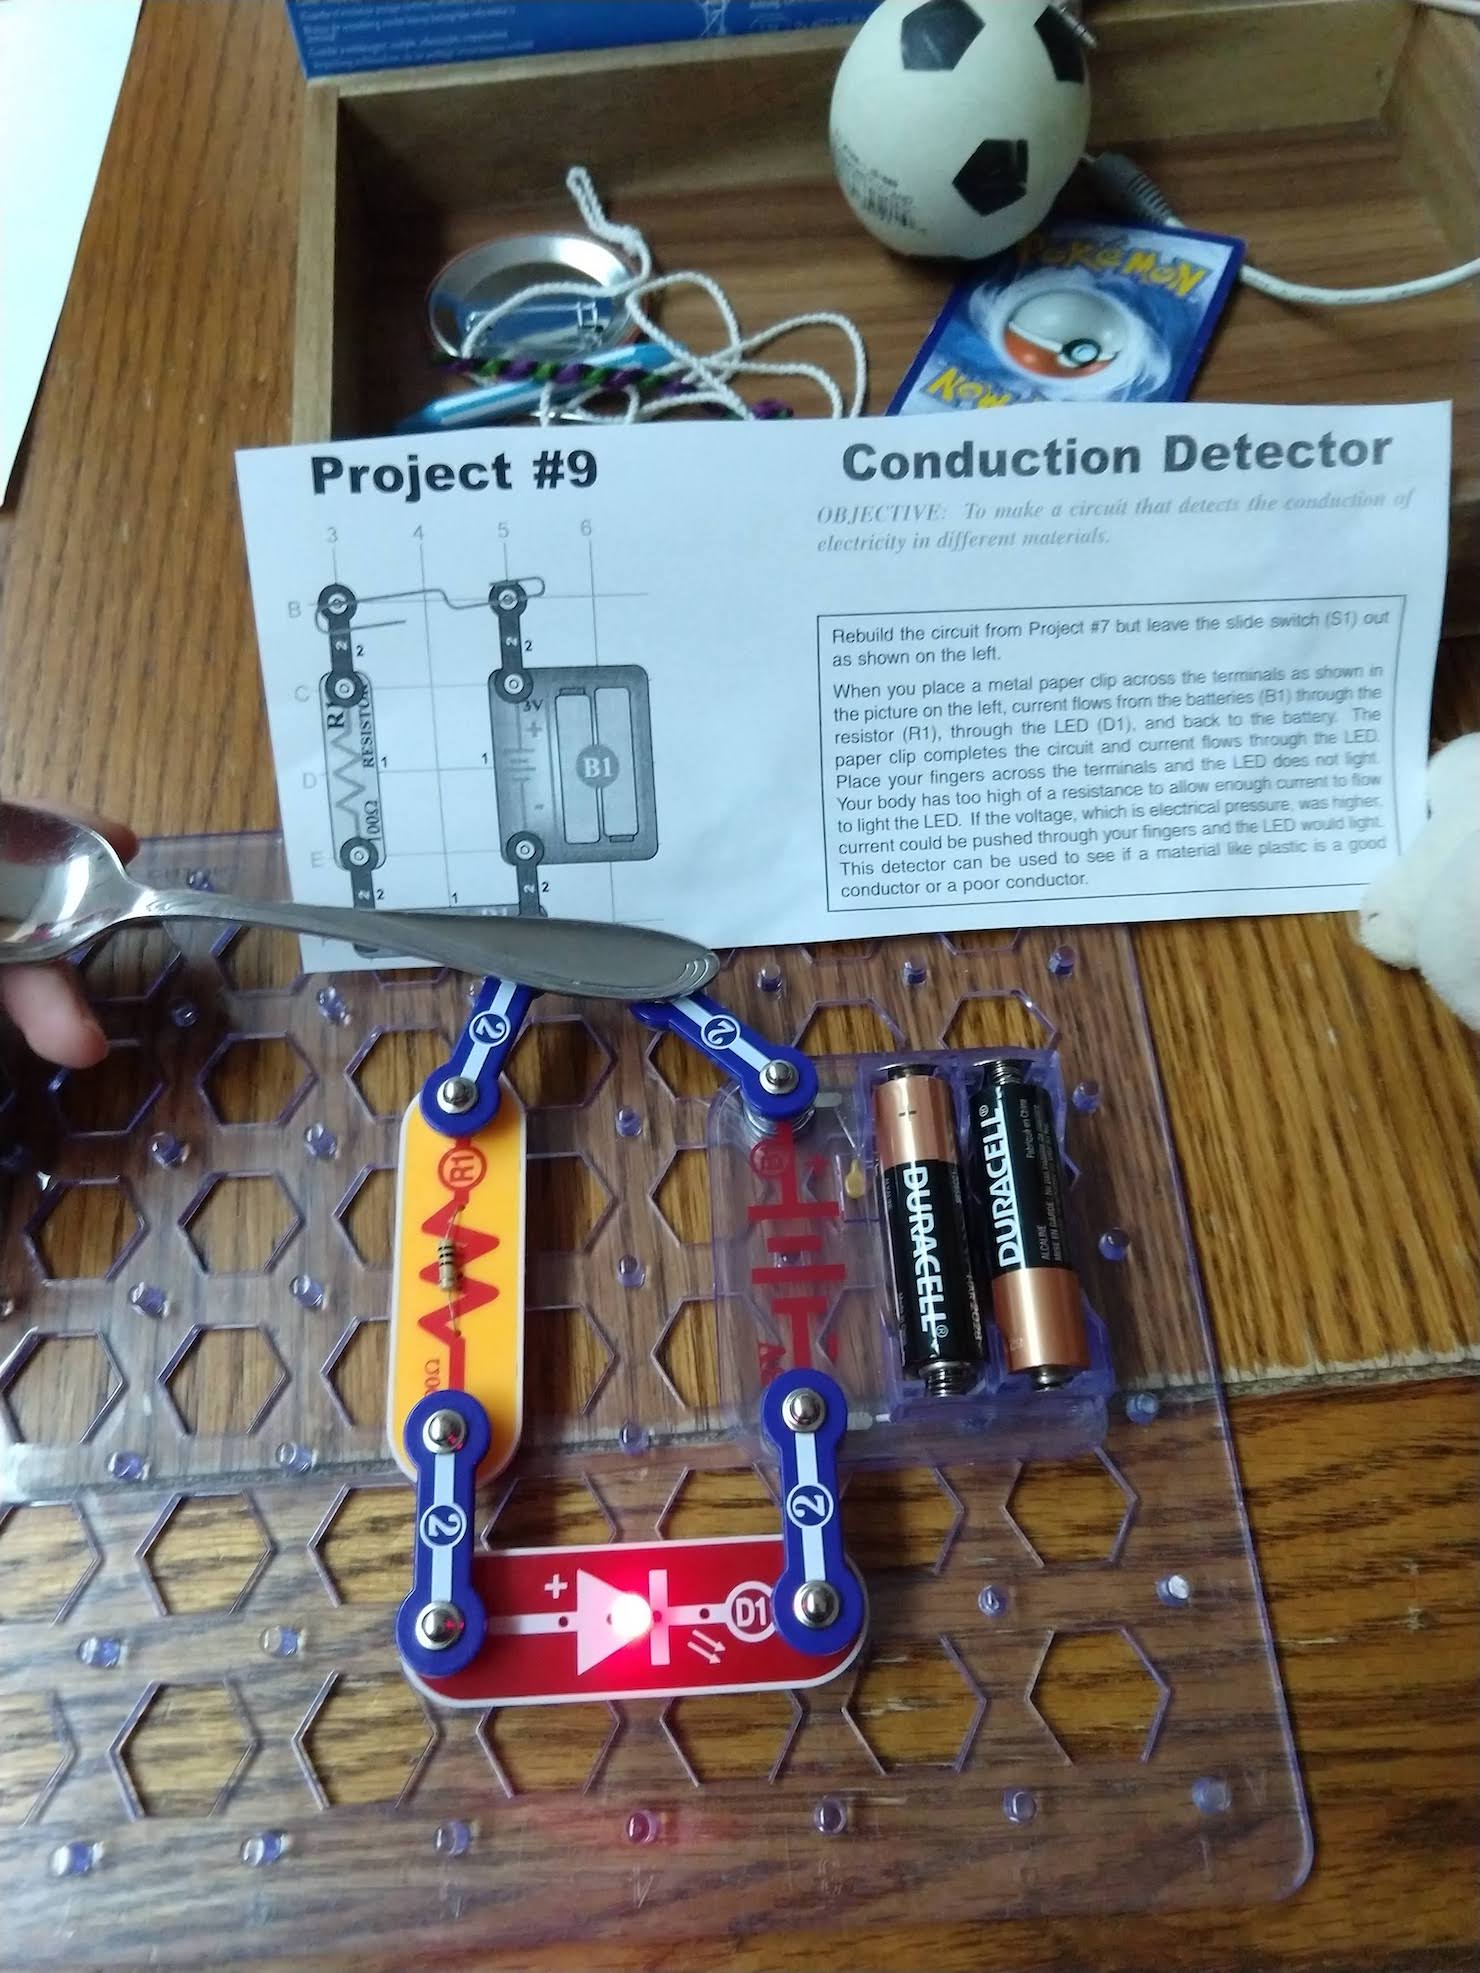 POKéMON
Project #9
3 4 5 6
B
2 2
2 2
C
3V
+
R
RESISTOR
1
1
D
B1
100Ω
-
E
2 2
1
2 2
Conduction Detector
OBJECTIVE: To make a circuit that detects the conduction of
electricity in different materials.
Rebuild the circuit from Project #7 but leave the slide switch (S1) out
as shown on the left.
When you place a metal paper clip across the terminals as shown in
the picture on the left, current flows from the batteries (B1) through the
resistor (R1), through the LED (D1), and back to the battery. The
paper clip completes the circuit and current flows through the LED.
Place your fingers across the terminals and the LED does not light.
Your body has too high of a resistance to allow enough current to flow
to light the LED. If the voltage, which is electrical pressure, was higher,
current could be pushed through your fingers and the LED would light.
This detector can be used to see if a material like plastic is a good
conductor or a poor conductor.
2
2
R1
B1
+
-
DURACELL®
DURACELL®
ALCALINE
2
2
+
D1